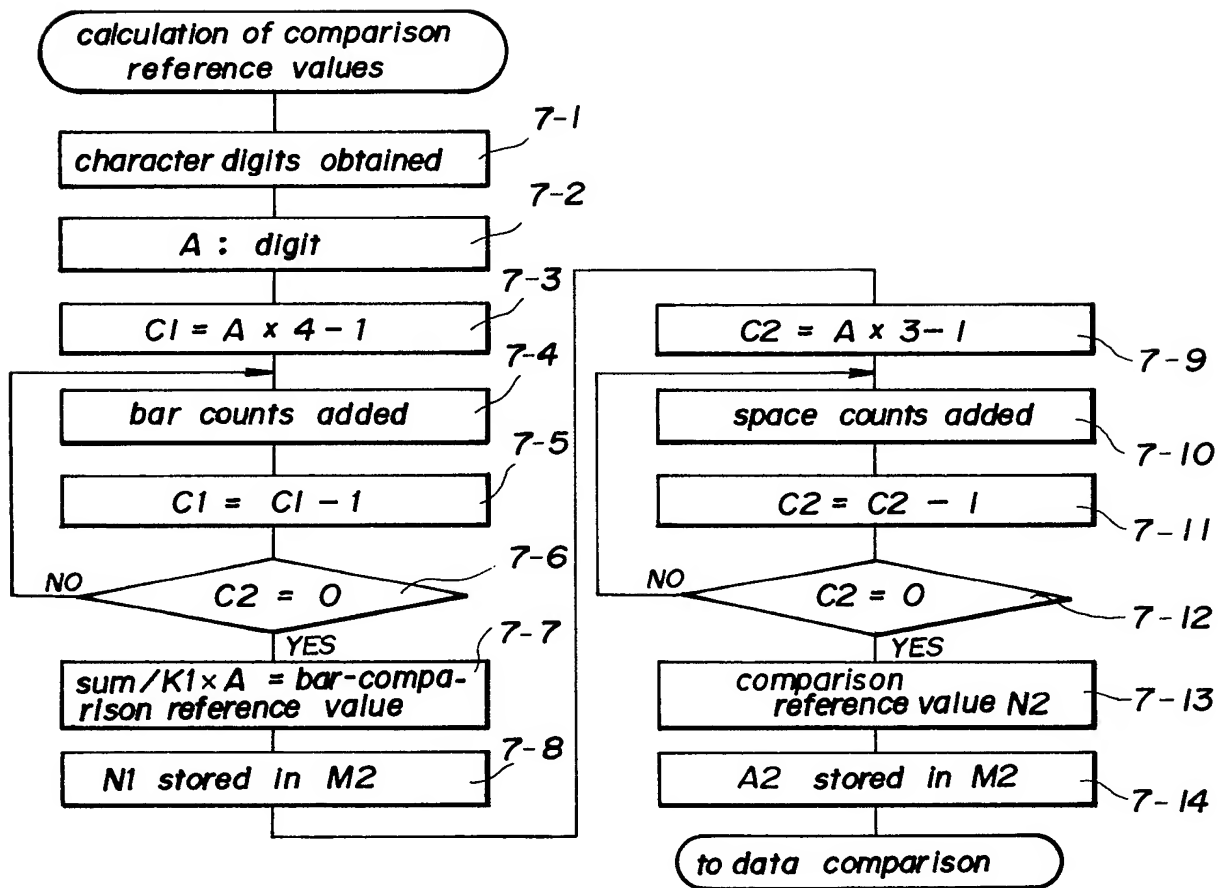 calculation of comparison
reference values
7-1
character digits obtained
7-2
A : digit
7-3
C1 = A x 4-1
7-4
bar counts added
7-5
C1 = C1 - 1
7-6
NO
C2 = 0
YES
7-7
sum/K1×A = bar-compa-
rison reference value
7-8
N1 stored in M2
C2 = A x 3-1
7-9
space counts added
7-10
C2 = C2 - 1
7-11
NO
C2 = 0
7-12
YES
comparison
reference value N2
7-13
A2 stored in M2
7-14
to data comparison